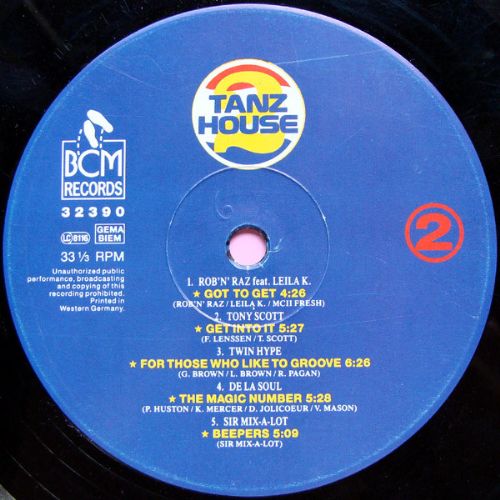 2
TANZ
HOUSE
BCM
RECORDS
32390
LC 8116
GEMA
BIEM
33 1/3 RPM
Unauthorized public
performance, broadcasting
and copying of this
recording prohibited.
Printed in
Western Germany.
2
1. ROB'N' RAZ feat. LEILA K.
★ GOT TO GET 4:26
(ROB'N' RAZ / LEILA K. / MCII FRESH)
2. TONY SCOTT
★ GET INTO IT 5:27
(F. LENSSEN / T. SCOTT)
3. TWIN HYPE
★ FOR THOSE WHO LIKE TO GROOVE 6:26
(G. BROWN / L. BROWN / R. PAGAN)
4. DE LA SOUL
★ THE MAGIC NUMBER 5:28
(P. HUSTON / K. MERCER / D. JOLICOEUR / V. MASON)
5. SIR MIX-A-LOT
★ BEEPERS 5:09
(SIR MIX-A-LOT)